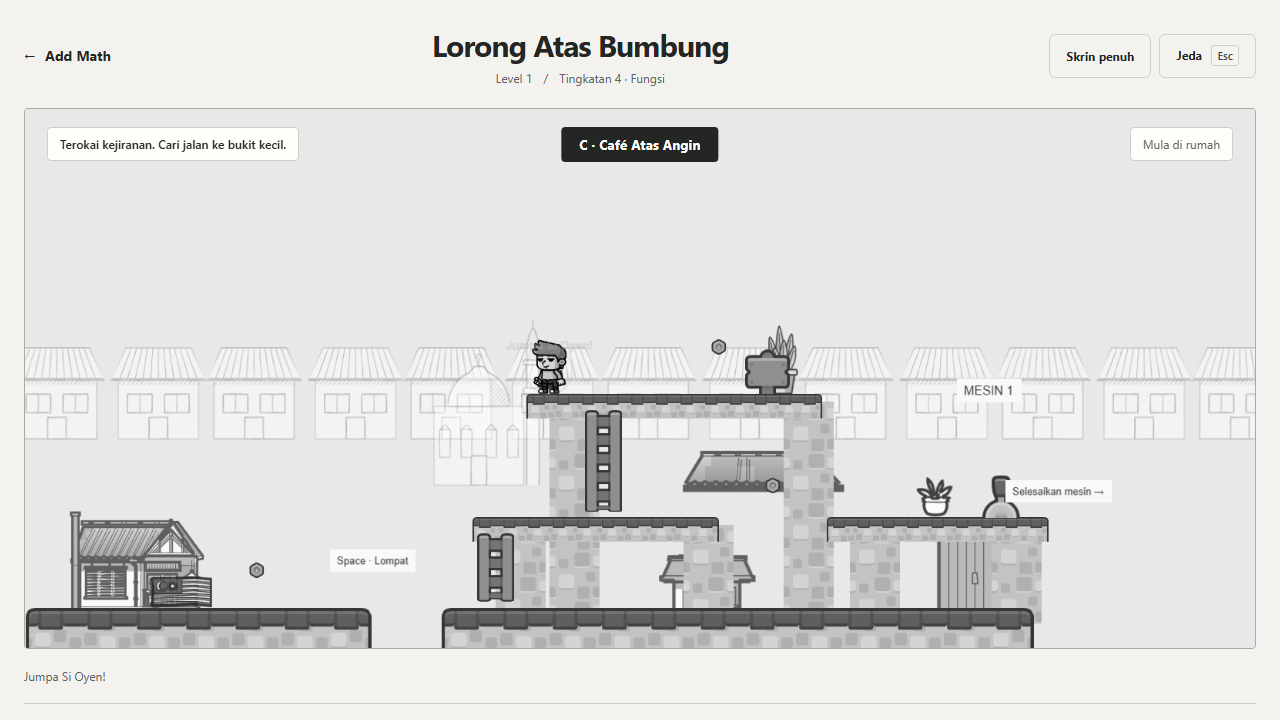 ← Add Math
Lorong Atas Bumbung
Level 1 / Tingkatan 4 · Fungsi
Skrin penuh
Jeda Esc
Terokai kejiranan. Cari jalan ke bukit kecil.
C · Café Atas Angin
Mula di rumah
MESIN 1
Selesaikan mesin →
Space · Lompat
Jumpa Si Oyen!